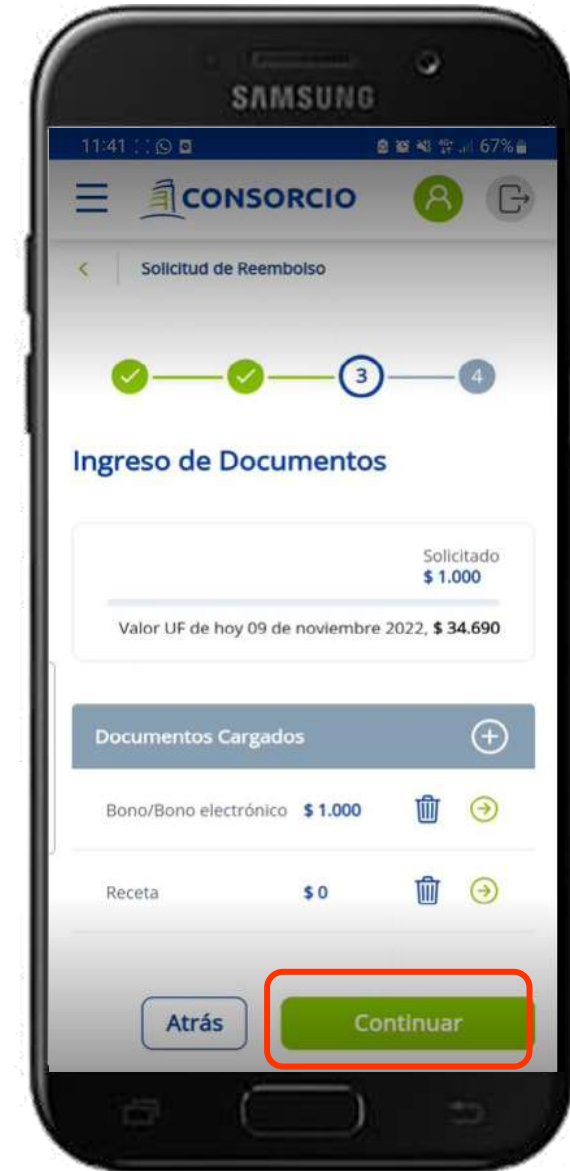 SAMSUNG
11:41 67%
CONSORCIO
Solicitud de Reembolso
3 4
Ingreso de Documentos
Solicitado
$ 1.000
Valor UF de hoy 09 de noviembre 2022, $ 34.690
Documentos Cargados
Bono/Bono electrónico $ 1.000
Receta $ 0
Atrás Continuar